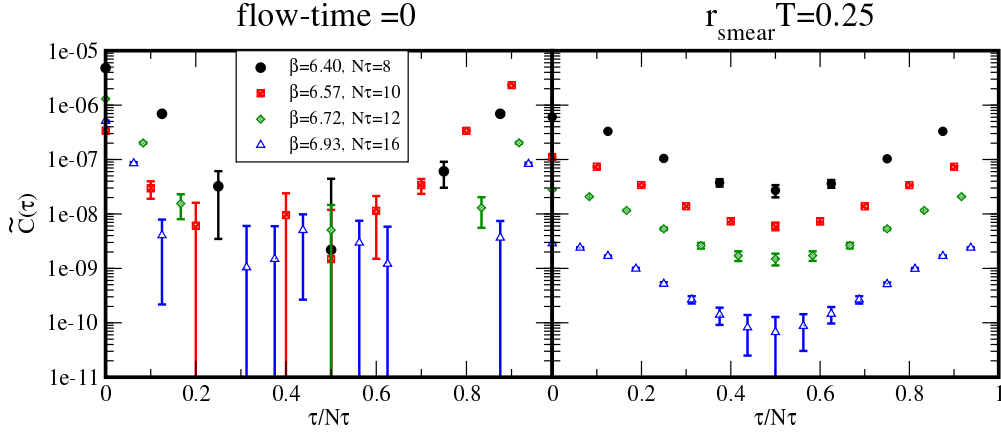 flow-time =0
r_smear T=0.25
1e-05
1e-06
1e-07
1e-08
1e-09
1e-10
1e-11
C̃(τ)
β=6.40, Nτ=8
β=6.57, Nτ=10
β=6.72, Nτ=12
β=6.93, Nτ=16
0 0.2 0.4 0.6 0.8 0 0.2 0.4 0.6 0.8 1
τ/Nτ τ/Nτ